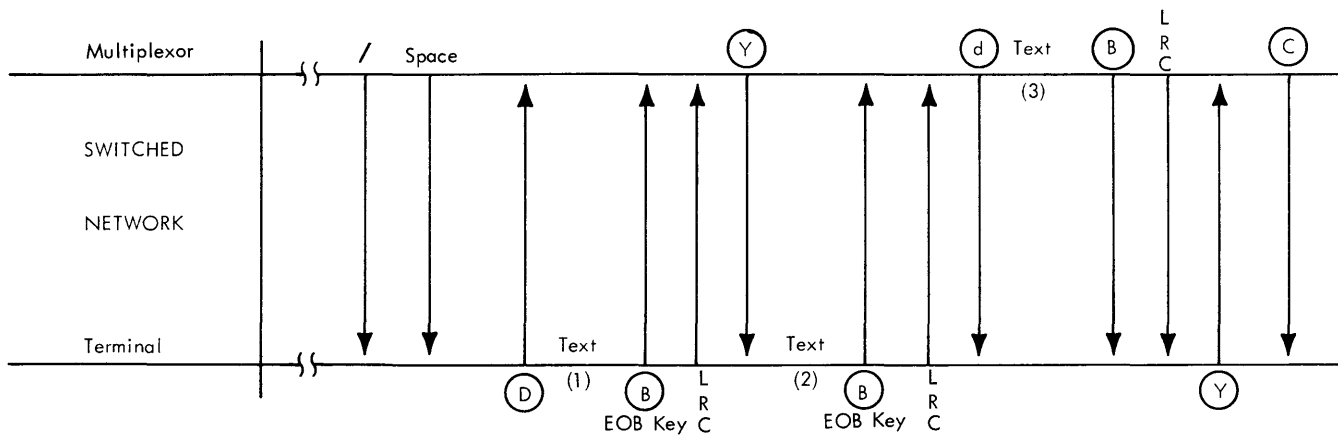 Multiplexor / Space Y d Text B L R C C
(3)
SWITCHED
NETWORK
Terminal Text Text
D (1) B L R C (2) B L R C Y
EOB Key EOB Key